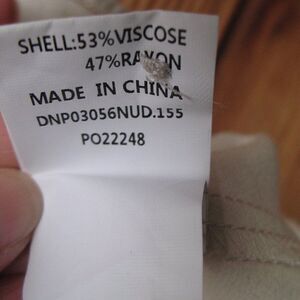 SHELL:53%VISCOSE
47%RAYON
MADE IN CHINA
DNP03056NUD.155
PO22248